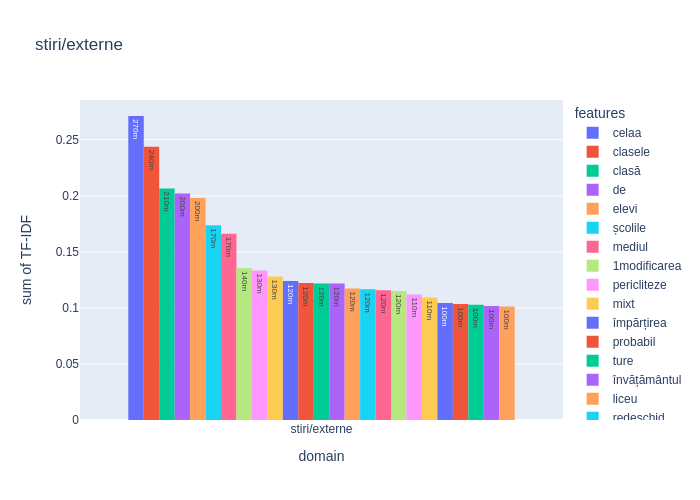 stiri/externe
features
celaa
clasele
clasă
de
elevi
școlile
mediul
1modificarea
pericliteze
mixt
împărțirea
probabil
ture
învățământul
liceu
redeschid
sum of TF-IDF
0.25
0.2
0.15
0.1
0.05
0
270m
240m
210m
200m
200m
170m
170m
140m
130m
130m
120m
120m
120m
120m
120m
120m
120m
120m
110m
110m
100m
100m
100m
100m
100m
stiri/externe
domain